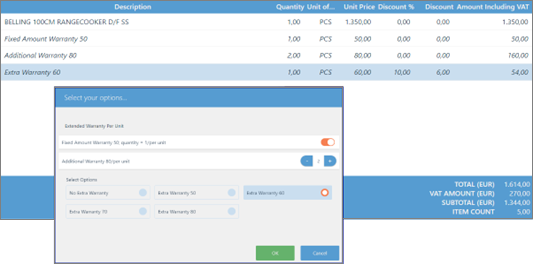 Description Quantity Unit of... Unit Price Discount % Discount Amount Including VAT
BELLING 100CM RANGECOOKER D/F SS 1,00 PCS 1.350,00 0,00 0,00 1.350,00
Fixed Amount Warranty 50 1,00 PCS 50,00 0,00 0,00 50,00
Additional Warranty 80 2,00 PCS 80,00 0,00 0,00 160,00
Extra Warranty 60 1,00 PCS 60,00 10,00 6,00 54,00
Select your options...
Extended Warranty Per Unit
Fixed Amount Warranty 50, quantity + 1/per unit
Additional Warranty 80/per unit - 2 +
Select Options
No Extra Warranty Extra Warranty 50 Extra Warranty 60
Extra Warranty 70 Extra Warranty 80
OK Cancel
TOTAL (EUR) 1.614,00
VAT AMOUNT (EUR) 270,00
SUBTOTAL (EUR) 1.344,00
ITEM COUNT 5,00